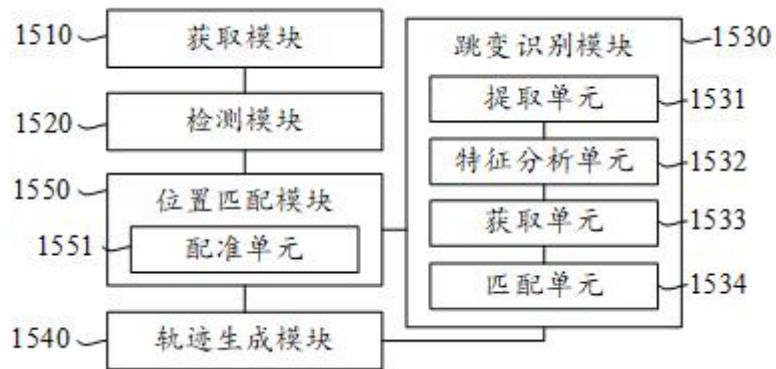 1510
获取模块
1520
检测模块
1550
位置匹配模块
1551
配准单元
1540
轨迹生成模块
跳变识别模块
1530
提取单元
1531
特征分析单元
1532
获取单元
1533
匹配单元
1534